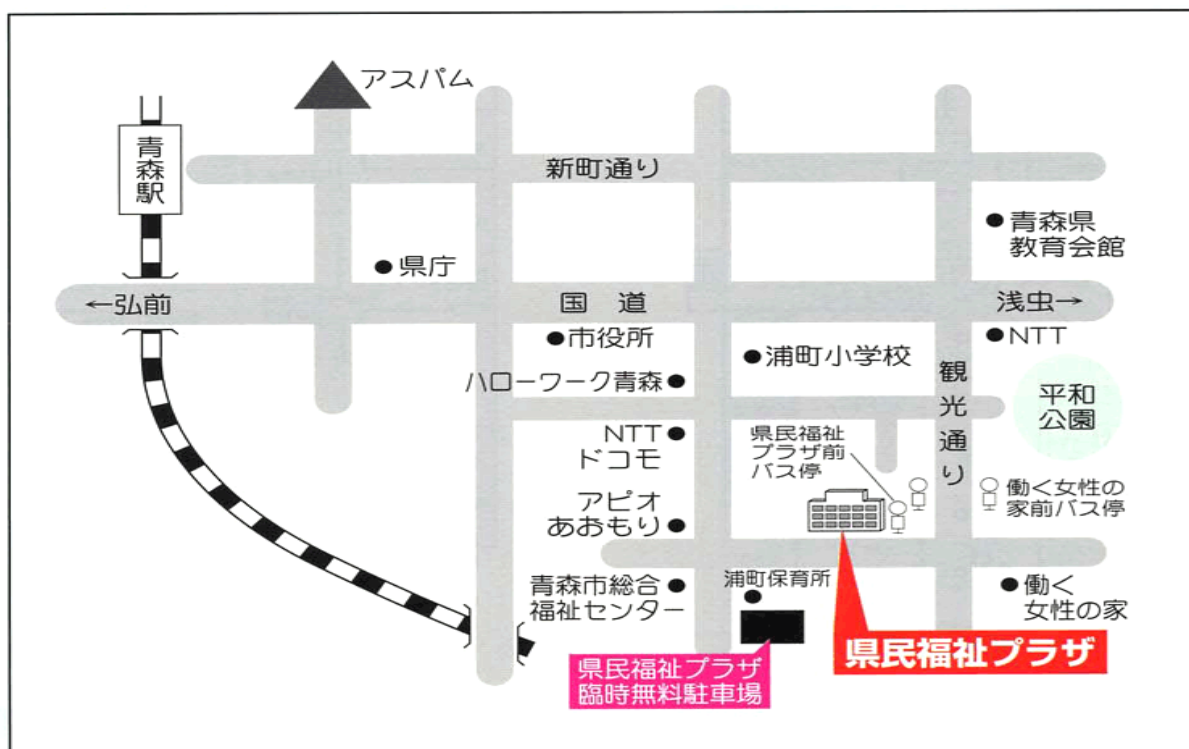 アスパム
青森駅
新町通り
青森県
教育会館
県庁
←弘前
国道
浅虫→
市役所
浦町小学校
NTT
ハローワーク青森
観光通り
平和
公園
NTT
ドコモ
県民福祉
プラザ前
バス停
働く女性の
家前バス停
アピオ
あおもり
青森市総合
福祉センター
浦町保育所
働く
女性の家
県民福祉プラザ
県民福祉プラザ
臨時無料駐車場